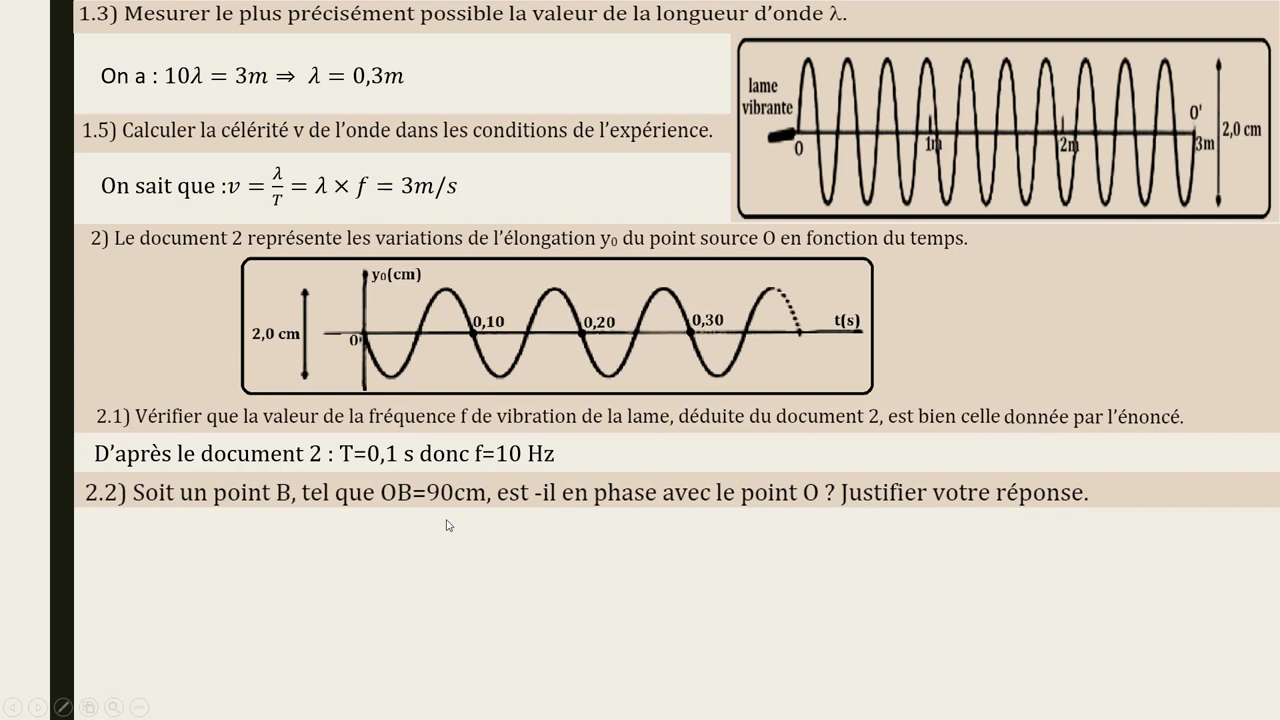 1.3) Mesurer le plus précisément possible la valeur de la longueur d’onde λ.
On a : 10λ = 3m ⇒ λ = 0,3m
lame
vibrante
0
1m
2m
0'
3m
2,0 cm
1.5) Calculer la célérité v de l’onde dans les conditions de l’expérience.
On sait que :v = λ/T = λ × f = 3m/s
2) Le document 2 représente les variations de l’élongation y₀ du point source O en fonction du temps.
y₀(cm)
2,0 cm
0
0,10
0,20
0,30
t(s)
2.1) Vérifier que la valeur de la fréquence f de vibration de la lame, déduite du document 2, est bien celle donnée par l’énoncé.
D’après le document 2 : T=0,1 s donc f=10 Hz
2.2) Soit un point B, tel que OB=90cm, est -il en phase avec le point O ? Justifier votre réponse.